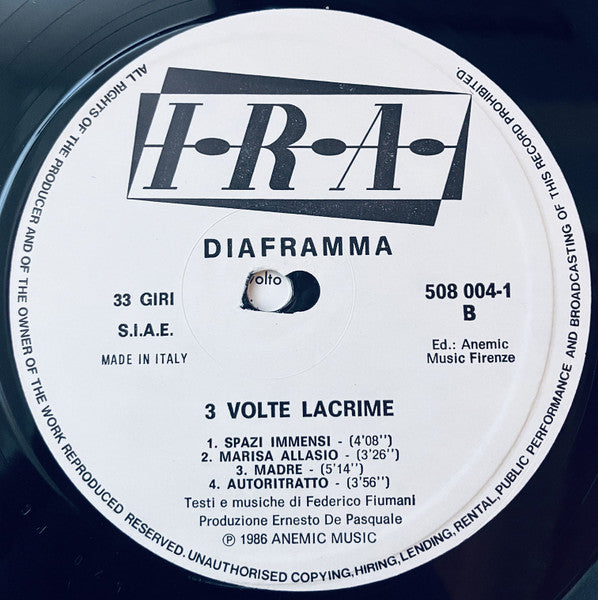 I·R·A·
DIAFRAMMA
volto
33 GIRI
S.I.A.E.
MADE IN ITALY
508 004-1
B
Ed.: Anemic
Music Firenze
3 VOLTE LACRIME
1. SPAZI IMMENSI - (4'08'')
2. MARISA ALLASIO - (3'26'')
3. MADRE - (5'14'')
4. AUTORITRATTO - (3'56'')
Testi e musiche di Federico Fiumani
Produzione Ernesto De Pasquale
℗ 1986 ANEMIC MUSIC
ALL RIGHTS OF THE PRODUCER AND OF THE OWNER OF THE WORK REPRODUCED RESERVED. UNAUTHORISED COPYING, HIRING, LENDING, RENTAL, PUBLIC PERFORMANCE AND BROADCASTING OF THIS RECORD PROHIBITED.